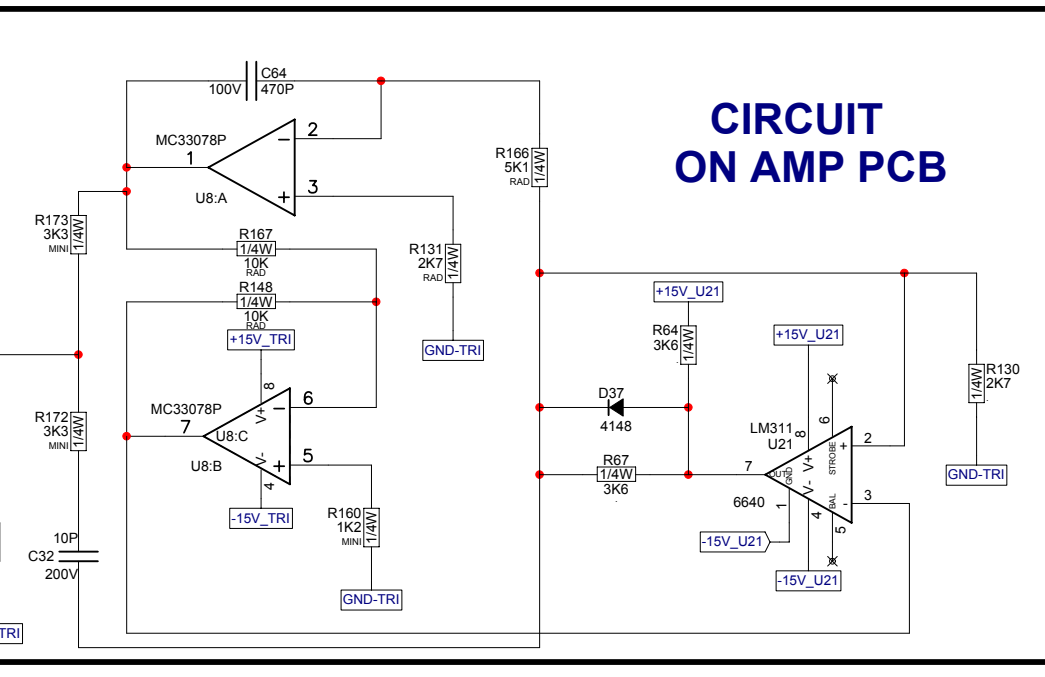 C64
100V
470P
CIRCUIT
ON AMP PCB
MC33078P
2
1
−
3
+
U8:A
R166
5K1
RAD
1/4W
R173
3K3
MINI
1/4W
R167
1/4W
10K
RAD
R131
2K7
RAD
1/4W
R148
1/4W
10K
RAD
+15V_TRI
GND-TRI
+15V_U21
R64
3K6
1/4W
+15V_U21
R130
2K7
1/4W
GND-TRI
R172
3K3
MINI
1/4W
MC33078P
8
V+
−
6
7
U8:C
U8:B
V-
+
5
4
-15V_TRI
D37
4148
R67
1/4W
3K6
LM311
U21
8
6
V+
STROBE
+
2
7
OUT
GND
V-
BAL
-
3
6640
1
4
5
-15V_U21
-15V_U21
R160
1K2
MINI
1/4W
GND-TRI
10P
C32
200V
TRI